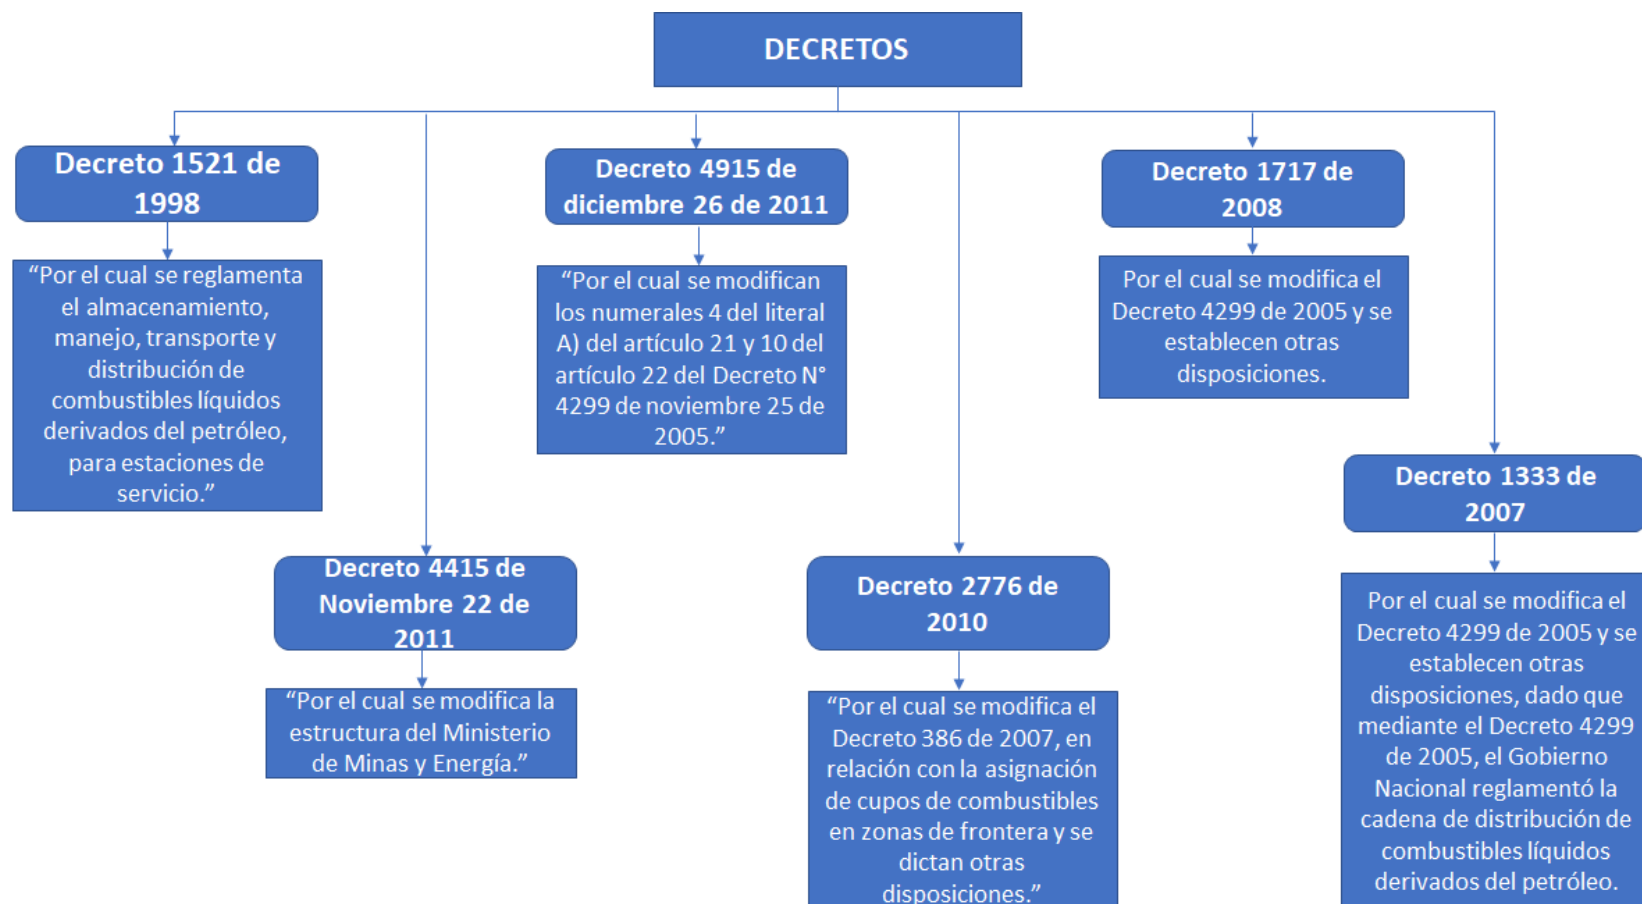 DECRETOS
Decreto 1521 de
1998
“Por el cual se reglamenta
el almacenamiento,
manejo, transporte y
distribución de
combustibles líquidos
derivados del petróleo,
para estaciones de
servicio.”
Decreto 4415 de
Noviembre 22 de
2011
“Por el cual se modifica la
estructura del Ministerio
de Minas y Energía.”
Decreto 4915 de
diciembre 26 de 2011
“Por el cual se modifican
los numerales 4 del literal
A) del artículo 21 y 10 del
artículo 22 del Decreto N°
4299 de noviembre 25 de
2005.”
Decreto 2776 de
2010
“Por el cual se modifica el
Decreto 386 de 2007, en
relación con la asignación
de cupos de combustibles
en zonas de frontera y se
dictan otras
disposiciones.”
Decreto 1717 de
2008
Por el cual se modifica el
Decreto 4299 de 2005 y se
establecen otras
disposiciones.
Decreto 1333 de
2007
Por el cual se modifica el
Decreto 4299 de 2005 y se
establecen otras
disposiciones, dado que
mediante el Decreto 4299
de 2005, el Gobierno
Nacional reglamentó la
cadena de distribución de
combustibles líquidos
derivados del petróleo.